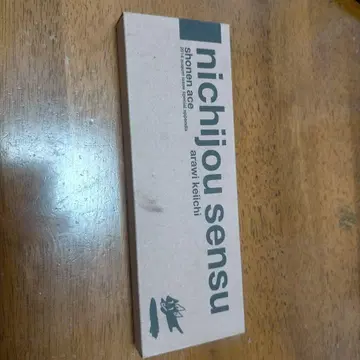 nichijou sensu
shonen ace
arawi keiichi